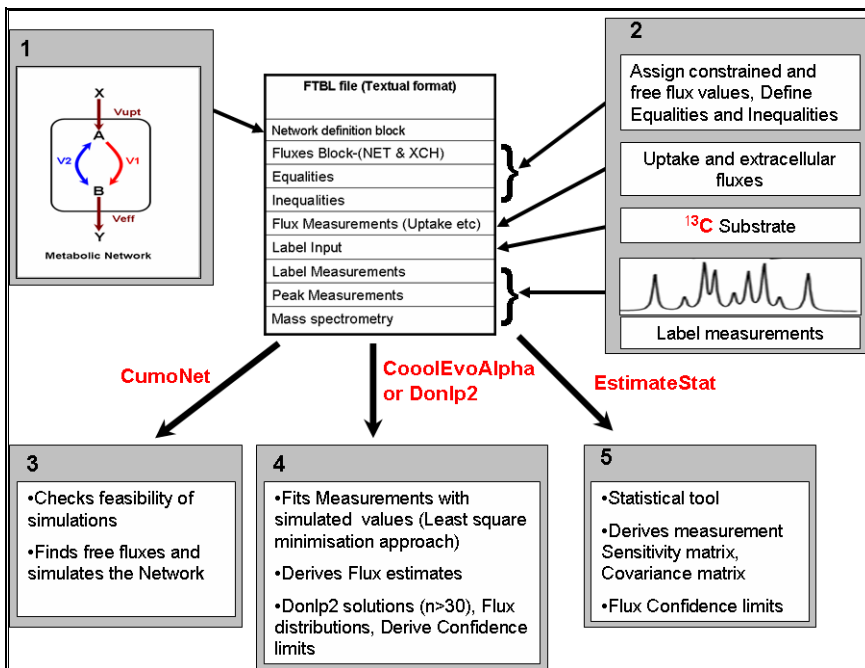 1
X
Vupt
A
V2
V1
B
Veff
Y
Metabolic Network
FTBL file (Textual format)
Network definition block
Fluxes Block-(NET & XCH)
Equalities
Inequalities
Flux Measurements (Uptake etc)
Label Input
Label Measurements
Peak Measurements
Mass spectrometry
2
Assign constrained and
free flux values, Define
Equalities and Inequalities
Uptake and extracellular
fluxes
¹³C Substrate
Label measurements
CumoNet
CooolEvoAlpha
or Donlp2
EstimateStat
3
•Checks feasibility of
simulations
•Finds free fluxes and
simulates the Network
4
•Fits Measurements with
simulated values (Least square
minimisation approach)
•Derives Flux estimates
•Donlp2 solutions (n>30), Flux
distributions, Derive Confidence
limits
5
•Statistical tool
•Derives measurement
Sensitivity matrix,
Covariance matrix
•Flux Confidence limits